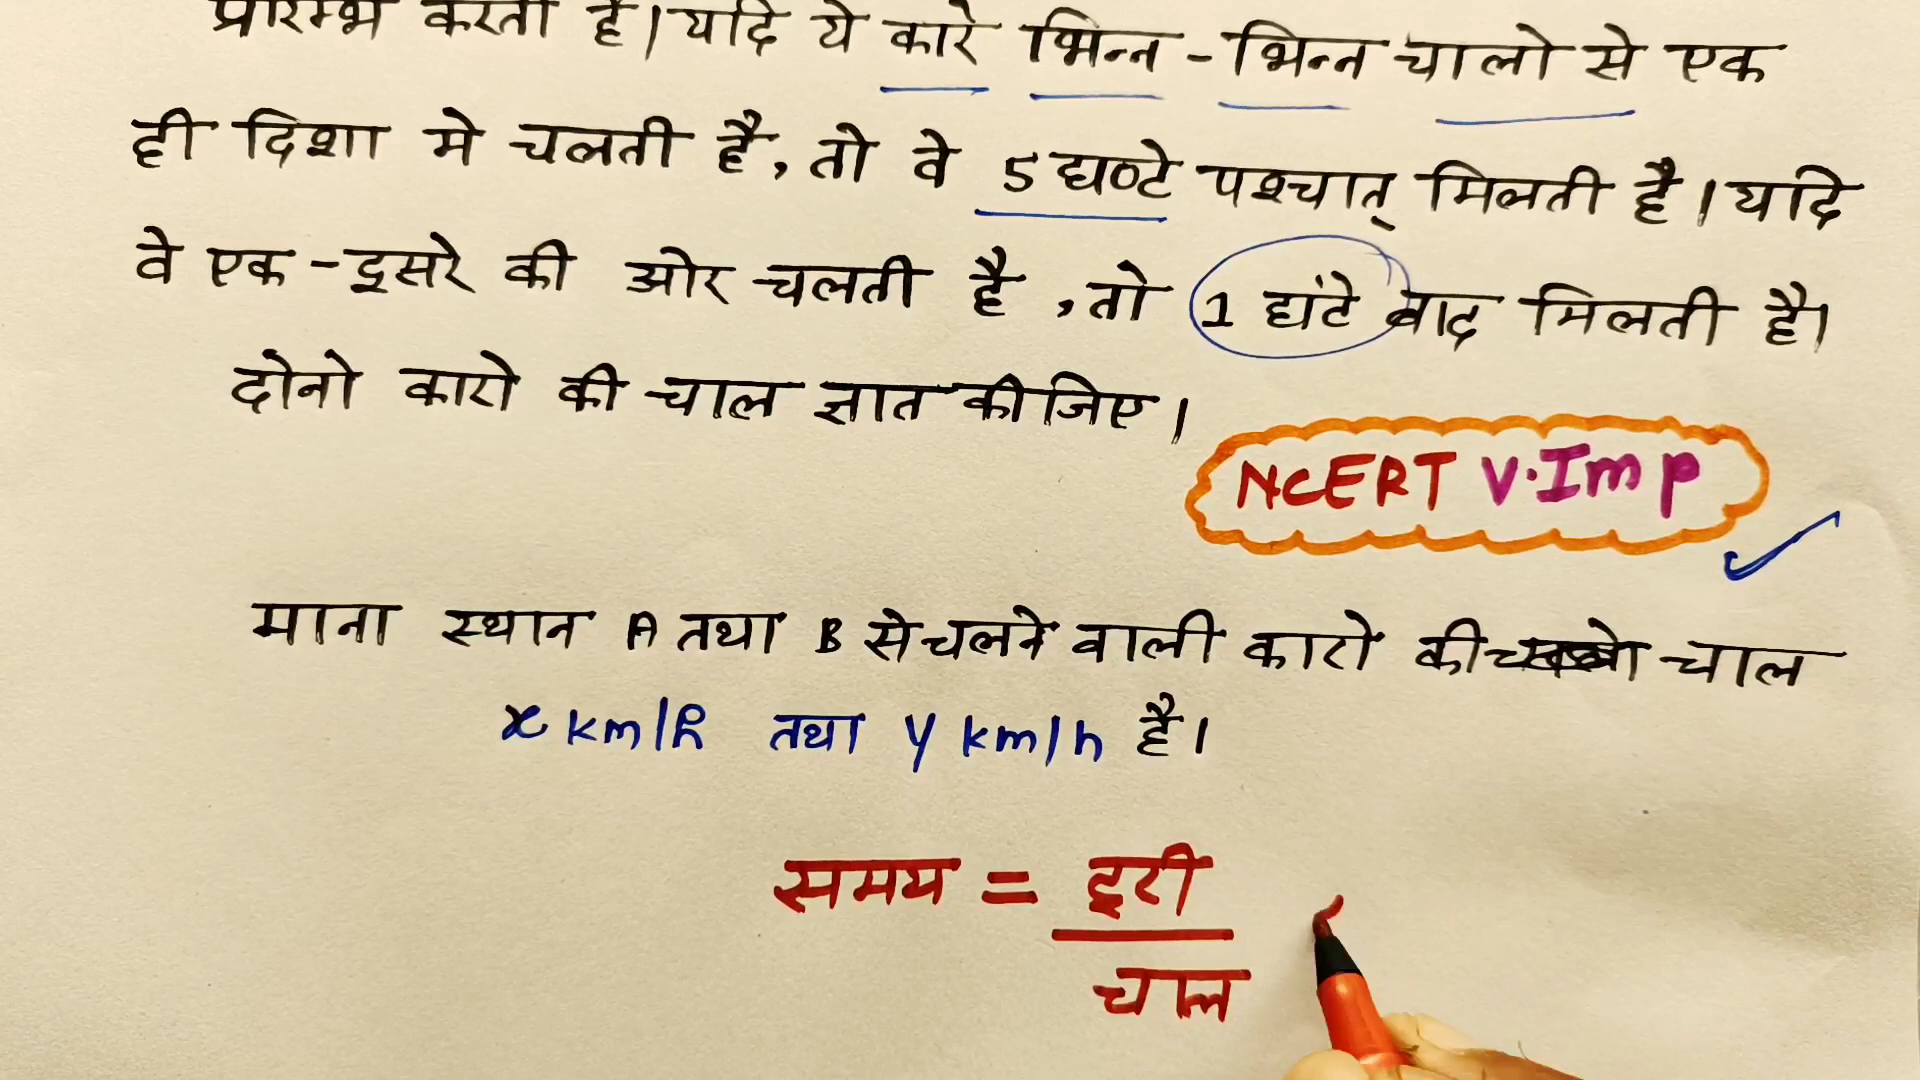 प्रारम्भ करती है। यदि ये कारे भिन्न-भिन्न चालो से एक
ही दिशा मे चलती है, तो वे 5 घण्टे पश्चात् मिलती है। यदि
वे एक-दुसरे की ओर चलती है, तो 1 घंटे बाद मिलती है।
दोनो कारो की चाल ज्ञात कीजिए।
NCERT V.Imp
माना स्थान A तथा B से चलने वाली कारो की चाल
x km/h तथा y km/h है।
समय = दुरी
चाल